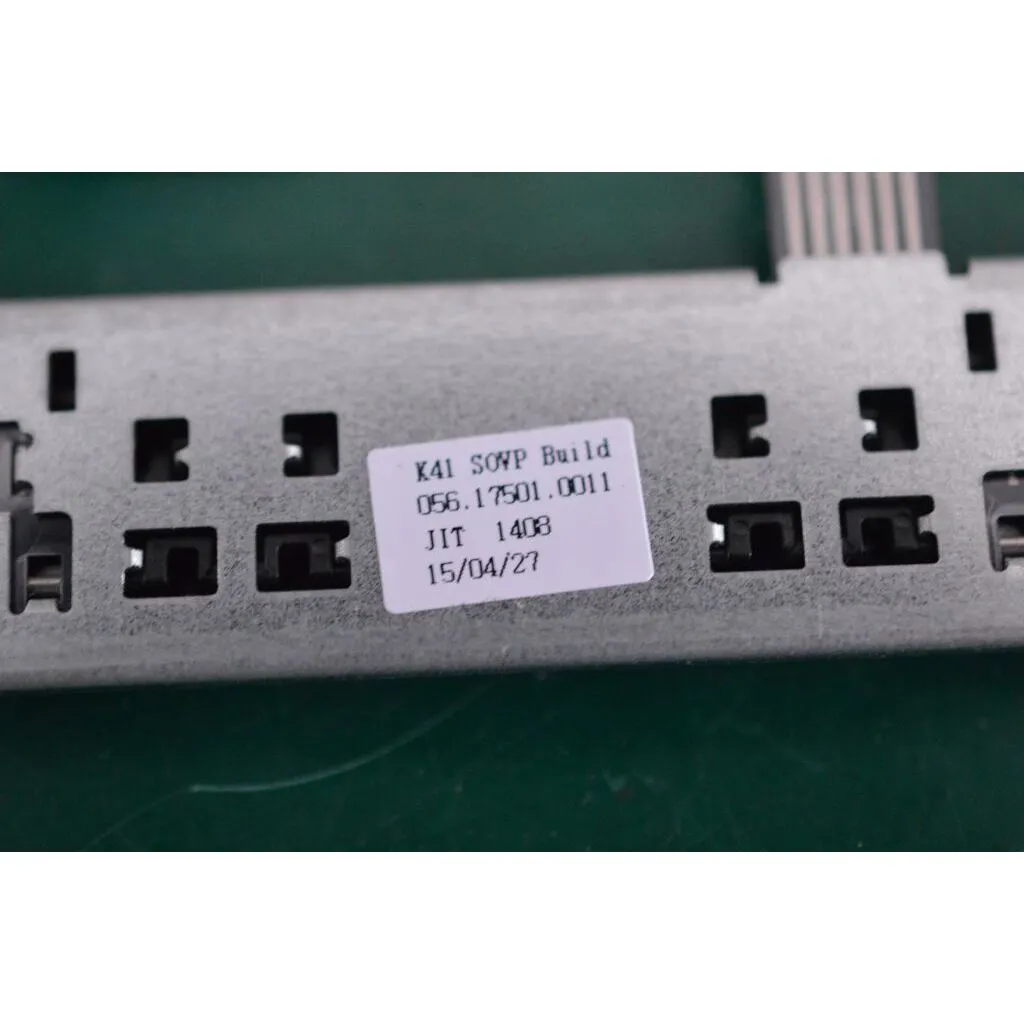 K41 SOVP Build
056.17501.0011
JIT 1408
15/04/27